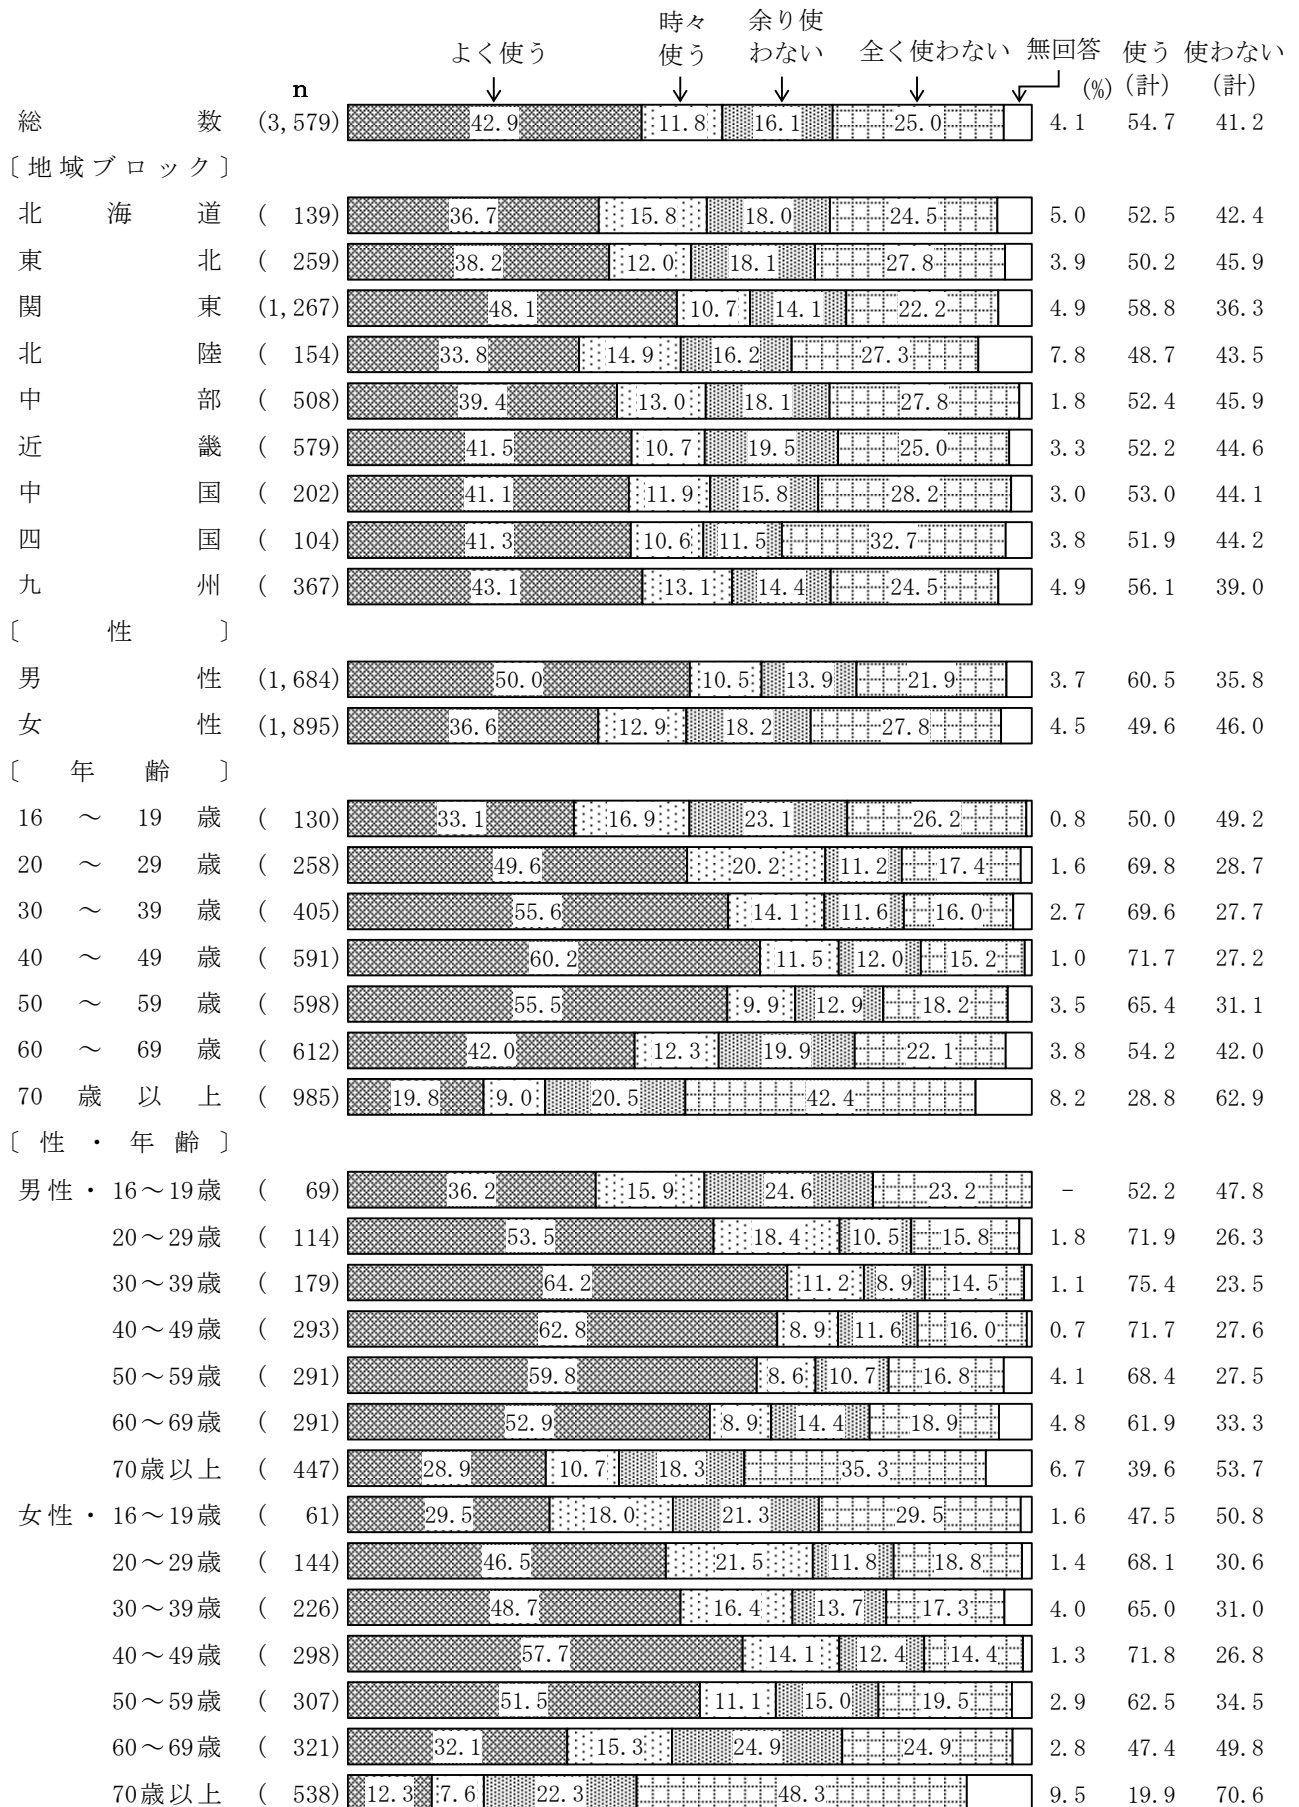 よく使う 時々使う 余り使わない 全く使わない 無回答 使う(計) 使わない(計)
n (%)
総数 (3,579) 42.9 11.8 16.1 25.0 4.1 54.7 41.2
〔地域ブロック〕
北海道 ( 139) 36.7 15.8 18.0 24.5 5.0 52.5 42.4
東北 ( 259) 38.2 12.0 18.1 27.8 3.9 50.2 45.9
関東 (1,267) 48.1 10.7 14.1 22.2 4.9 58.8 36.3
北陸 ( 154) 33.8 14.9 16.2 27.3 7.8 48.7 43.5
中部 ( 508) 39.4 13.0 18.1 27.8 1.8 52.4 45.9
近畿 ( 579) 41.5 10.7 19.5 25.0 3.3 52.2 44.6
中国 ( 202) 41.1 11.9 15.8 28.2 3.0 53.0 44.1
四国 ( 104) 41.3 10.6 11.5 32.7 3.8 51.9 44.2
九州 ( 367) 43.1 13.1 14.4 24.5 4.9 56.1 39.0
〔性〕
男性 (1,684) 50.0 10.5 13.9 21.9 3.7 60.5 35.8
女性 (1,895) 36.6 12.9 18.2 27.8 4.5 49.6 46.0
〔年齢〕
16～19歳 ( 130) 33.1 16.9 23.1 26.2 0.8 50.0 49.2
20～29歳 ( 258) 49.6 20.2 11.2 17.4 1.6 69.8 28.7
30～39歳 ( 405) 55.6 14.1 11.6 16.0 2.7 69.6 27.7
40～49歳 ( 591) 60.2 11.5 12.0 15.2 1.0 71.7 27.2
50～59歳 ( 598) 55.5 9.9 12.9 18.2 3.5 65.4 31.1
60～69歳 ( 612) 42.0 12.3 19.9 22.1 3.8 54.2 42.0
70歳以上 ( 985) 19.8 9.0 20.5 42.4 8.2 28.8 62.9
〔性・年齢〕
男性・16～19歳 ( 69) 36.2 15.9 24.6 23.2 － 52.2 47.8
20～29歳 ( 114) 53.5 18.4 10.5 15.8 1.8 71.9 26.3
30～39歳 ( 179) 64.2 11.2 8.9 14.5 1.1 75.4 23.5
40～49歳 ( 293) 62.8 8.9 11.6 16.0 0.7 71.7 27.6
50～59歳 ( 291) 59.8 8.6 10.7 16.8 4.1 68.4 27.5
60～69歳 ( 291) 52.9 8.9 14.4 18.9 4.8 61.9 33.3
70歳以上 ( 447) 28.9 10.7 18.3 35.3 6.7 39.6 53.7
女性・16～19歳 ( 61) 29.5 18.0 21.3 29.5 1.6 47.5 50.8
20～29歳 ( 144) 46.5 21.5 11.8 18.8 1.4 68.1 30.6
30～39歳 ( 226) 48.7 16.4 13.7 17.3 4.0 65.0 31.0
40～49歳 ( 298) 57.7 14.1 12.4 14.4 1.3 71.8 26.8
50～59歳 ( 307) 51.5 11.1 15.0 19.5 2.9 62.5 34.5
60～69歳 ( 321) 32.1 15.3 24.9 24.9 2.8 47.4 49.8
70歳以上 ( 538) 12.3 7.6 22.3 48.3 9.5 19.9 70.6